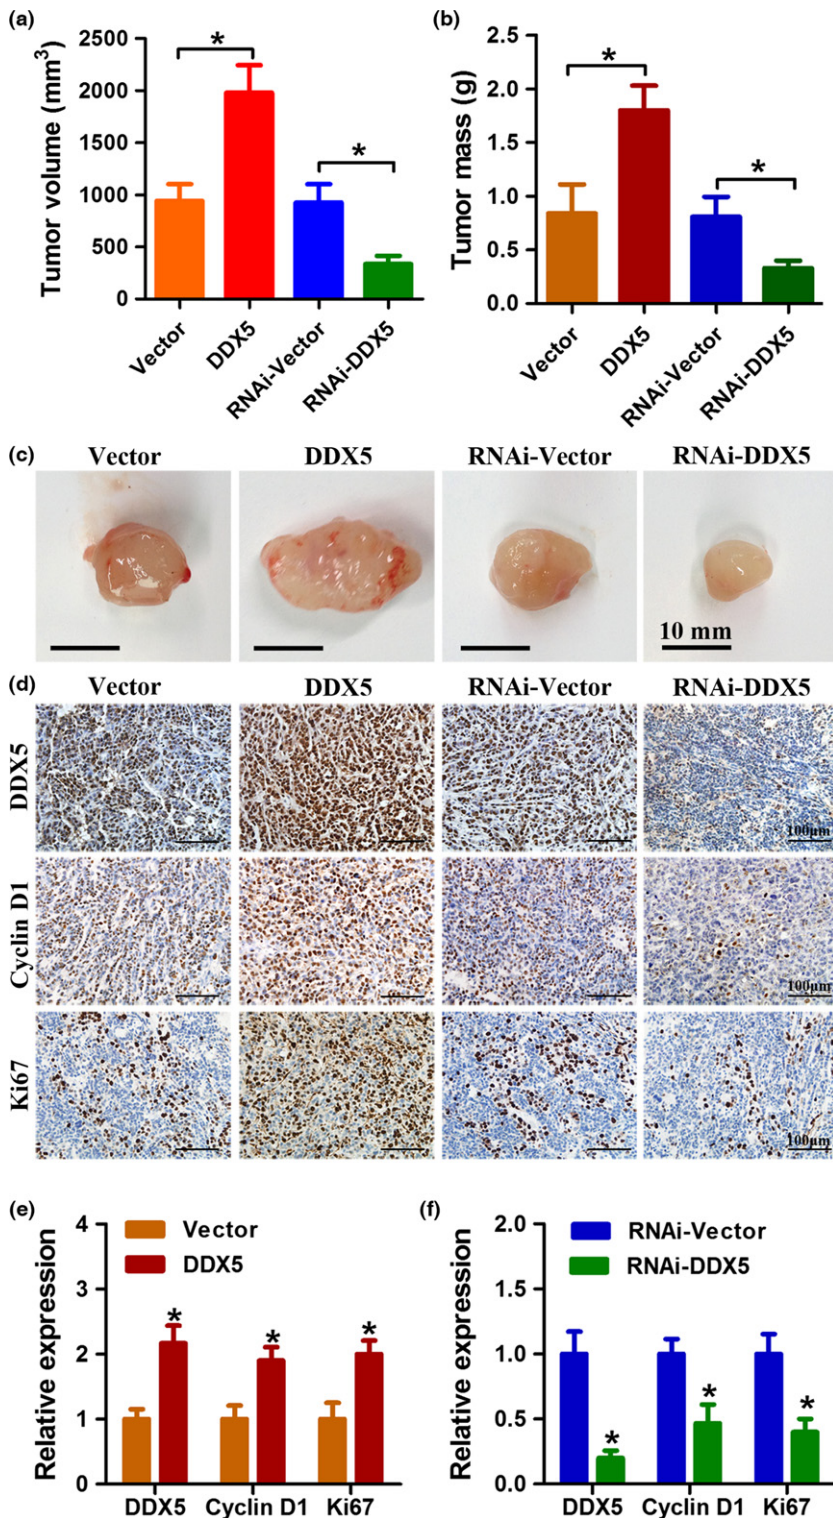 (a)
Tumor volume (mm³)
2500
2000
1500
1000
500
0
*
*
Vector
DDX5
RNAi-Vector
RNAi-DDX5
(b)
Tumor mass (g)
2.5
2.0
1.5
1.0
0.5
0.0
*
*
Vector
DDX5
RNAi-Vector
RNAi-DDX5
(c)
Vector DDX5 RNAi-Vector RNAi-DDX5
10 mm
(d)
Vector DDX5 RNAi-Vector RNAi-DDX5
DDX5
100μm
Cyclin D1
100μm
Ki67
100μm
(e)
Relative expression
4
3
2
1
0
Vector
DDX5
* * *
DDX5 Cyclin D1 Ki67
(f)
Relative expression
2.0
1.5
1.0
0.5
0.0
RNAi-Vector
RNAi-DDX5
* * *
DDX5 Cyclin D1 Ki67